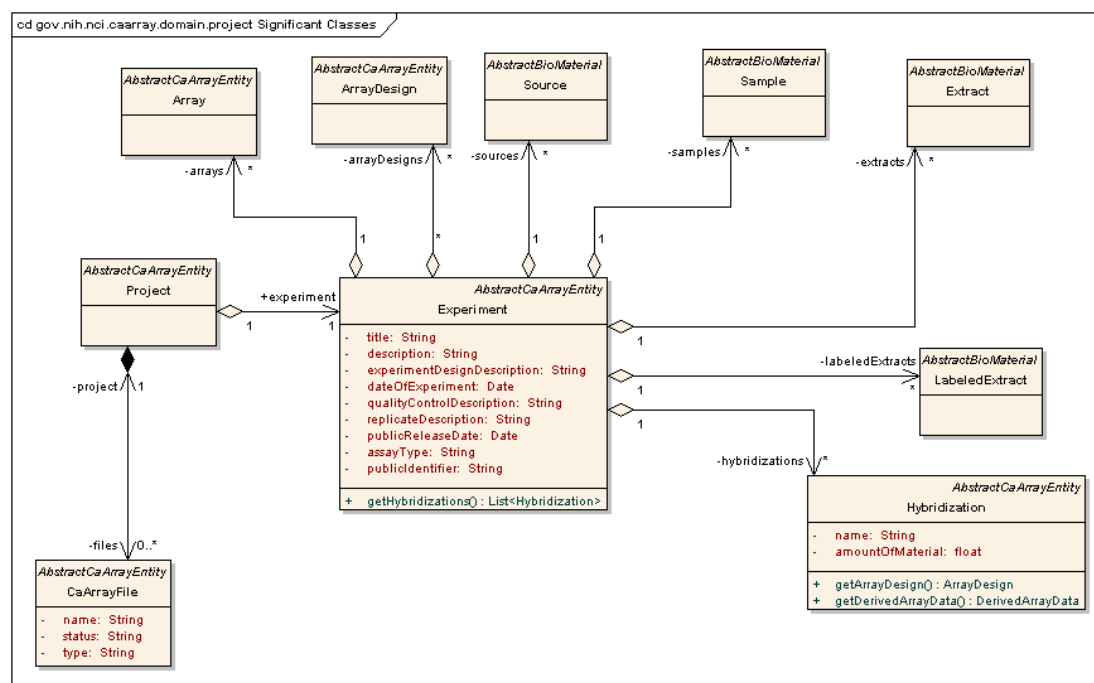 cd gov.nih.nci.caarray.domain.project Significant Classes
AbstractCaArrayEntity
Array
AbstractCaArrayEntity
ArrayDesign
AbstractBioMaterial
Source
AbstractBioMaterial
Sample
AbstractBioMaterial
Extract
-arrays
*
-arrayDesigns
*
-sources
*
-samples
*
-extracts
*
1
*
1
1
AbstractCaArrayEntity
Project
+experiment
1
1
AbstractCaArrayEntity
Experiment
- title: String
- description: String
- experimentDesignDescription: String
- dateOfExperiment: Date
- qualityControlDescription: String
- replicateDescription: String
- publicReleaseDate: Date
- assayType: String
- publicIdentifier: String
+ getHybridizations() : List<Hybridization>
1
1
-labeledExtracts
*
AbstractBioMaterial
LabeledExtract
1
-hybridizations
*
AbstractCaArrayEntity
Hybridization
- name: String
- amountOfMaterial: float
+ getArrayDesign() : ArrayDesign
+ getDerivedArrayData() : DerivedArrayData
-project
1
-files
0..*
AbstractCaArrayEntity
CaArrayFile
- name: String
- status: String
- type: String